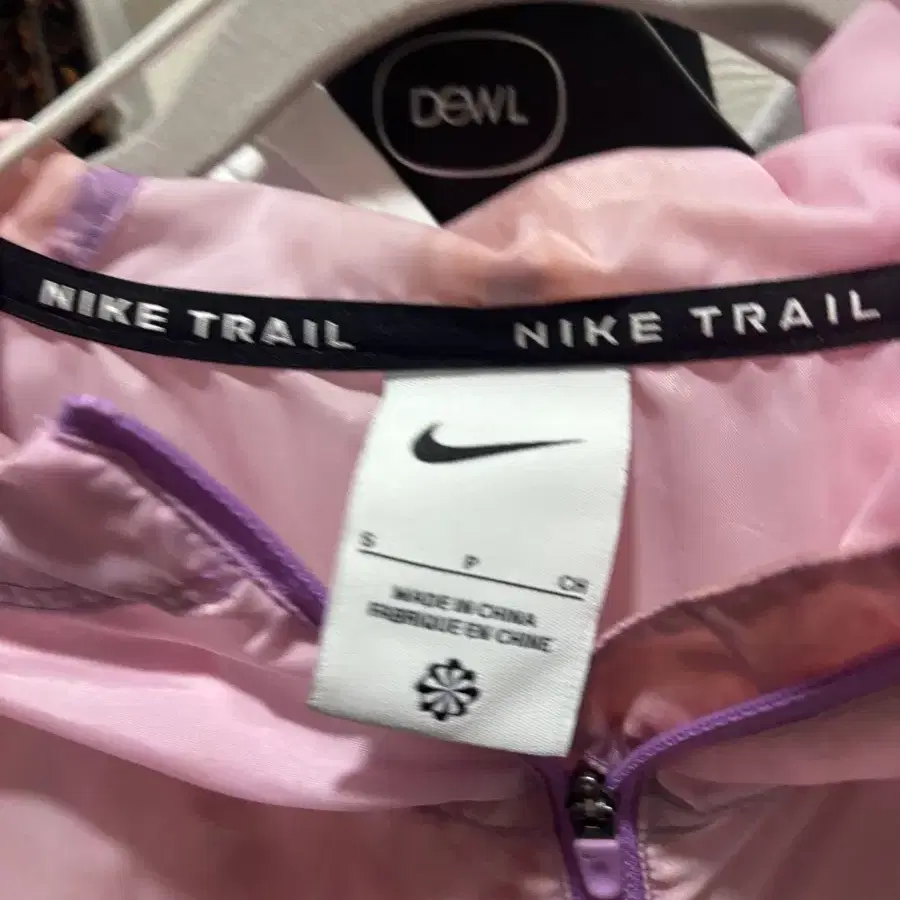 DEWL
NIKE TRAIL NIKE TRAIL
S P CH
MADE IN CHINA
FABRIQUE EN CHINE